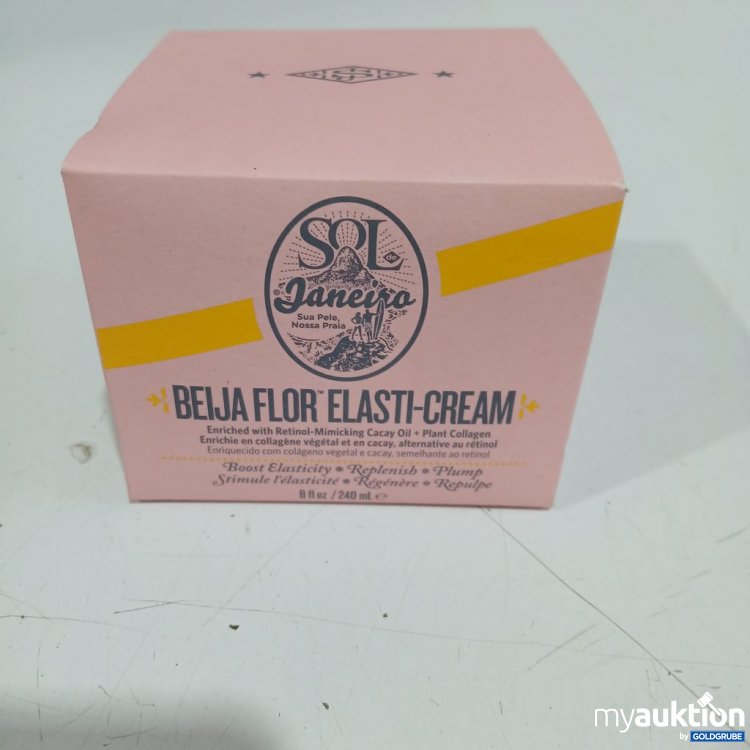 SOL de
Janeiro
®
Sua Pele,
Nossa Praia
BEIJA FLOR™ ELASTI-CREAM
Enriched with Retinol-Mimicking Cacay Oil + Plant Collagen
Enrichie en collagène végétal et en cacay, alternative au rétinol
Enriquecido com colágeno vegetal e cacay, semelhante ao retinol
Boost Elasticity * Replenish * Plump
Stimule l'élasticité * Régénère * Repulpe
8 fl oz / 240 mL ℮
myauktion
by GOLDGRUBE